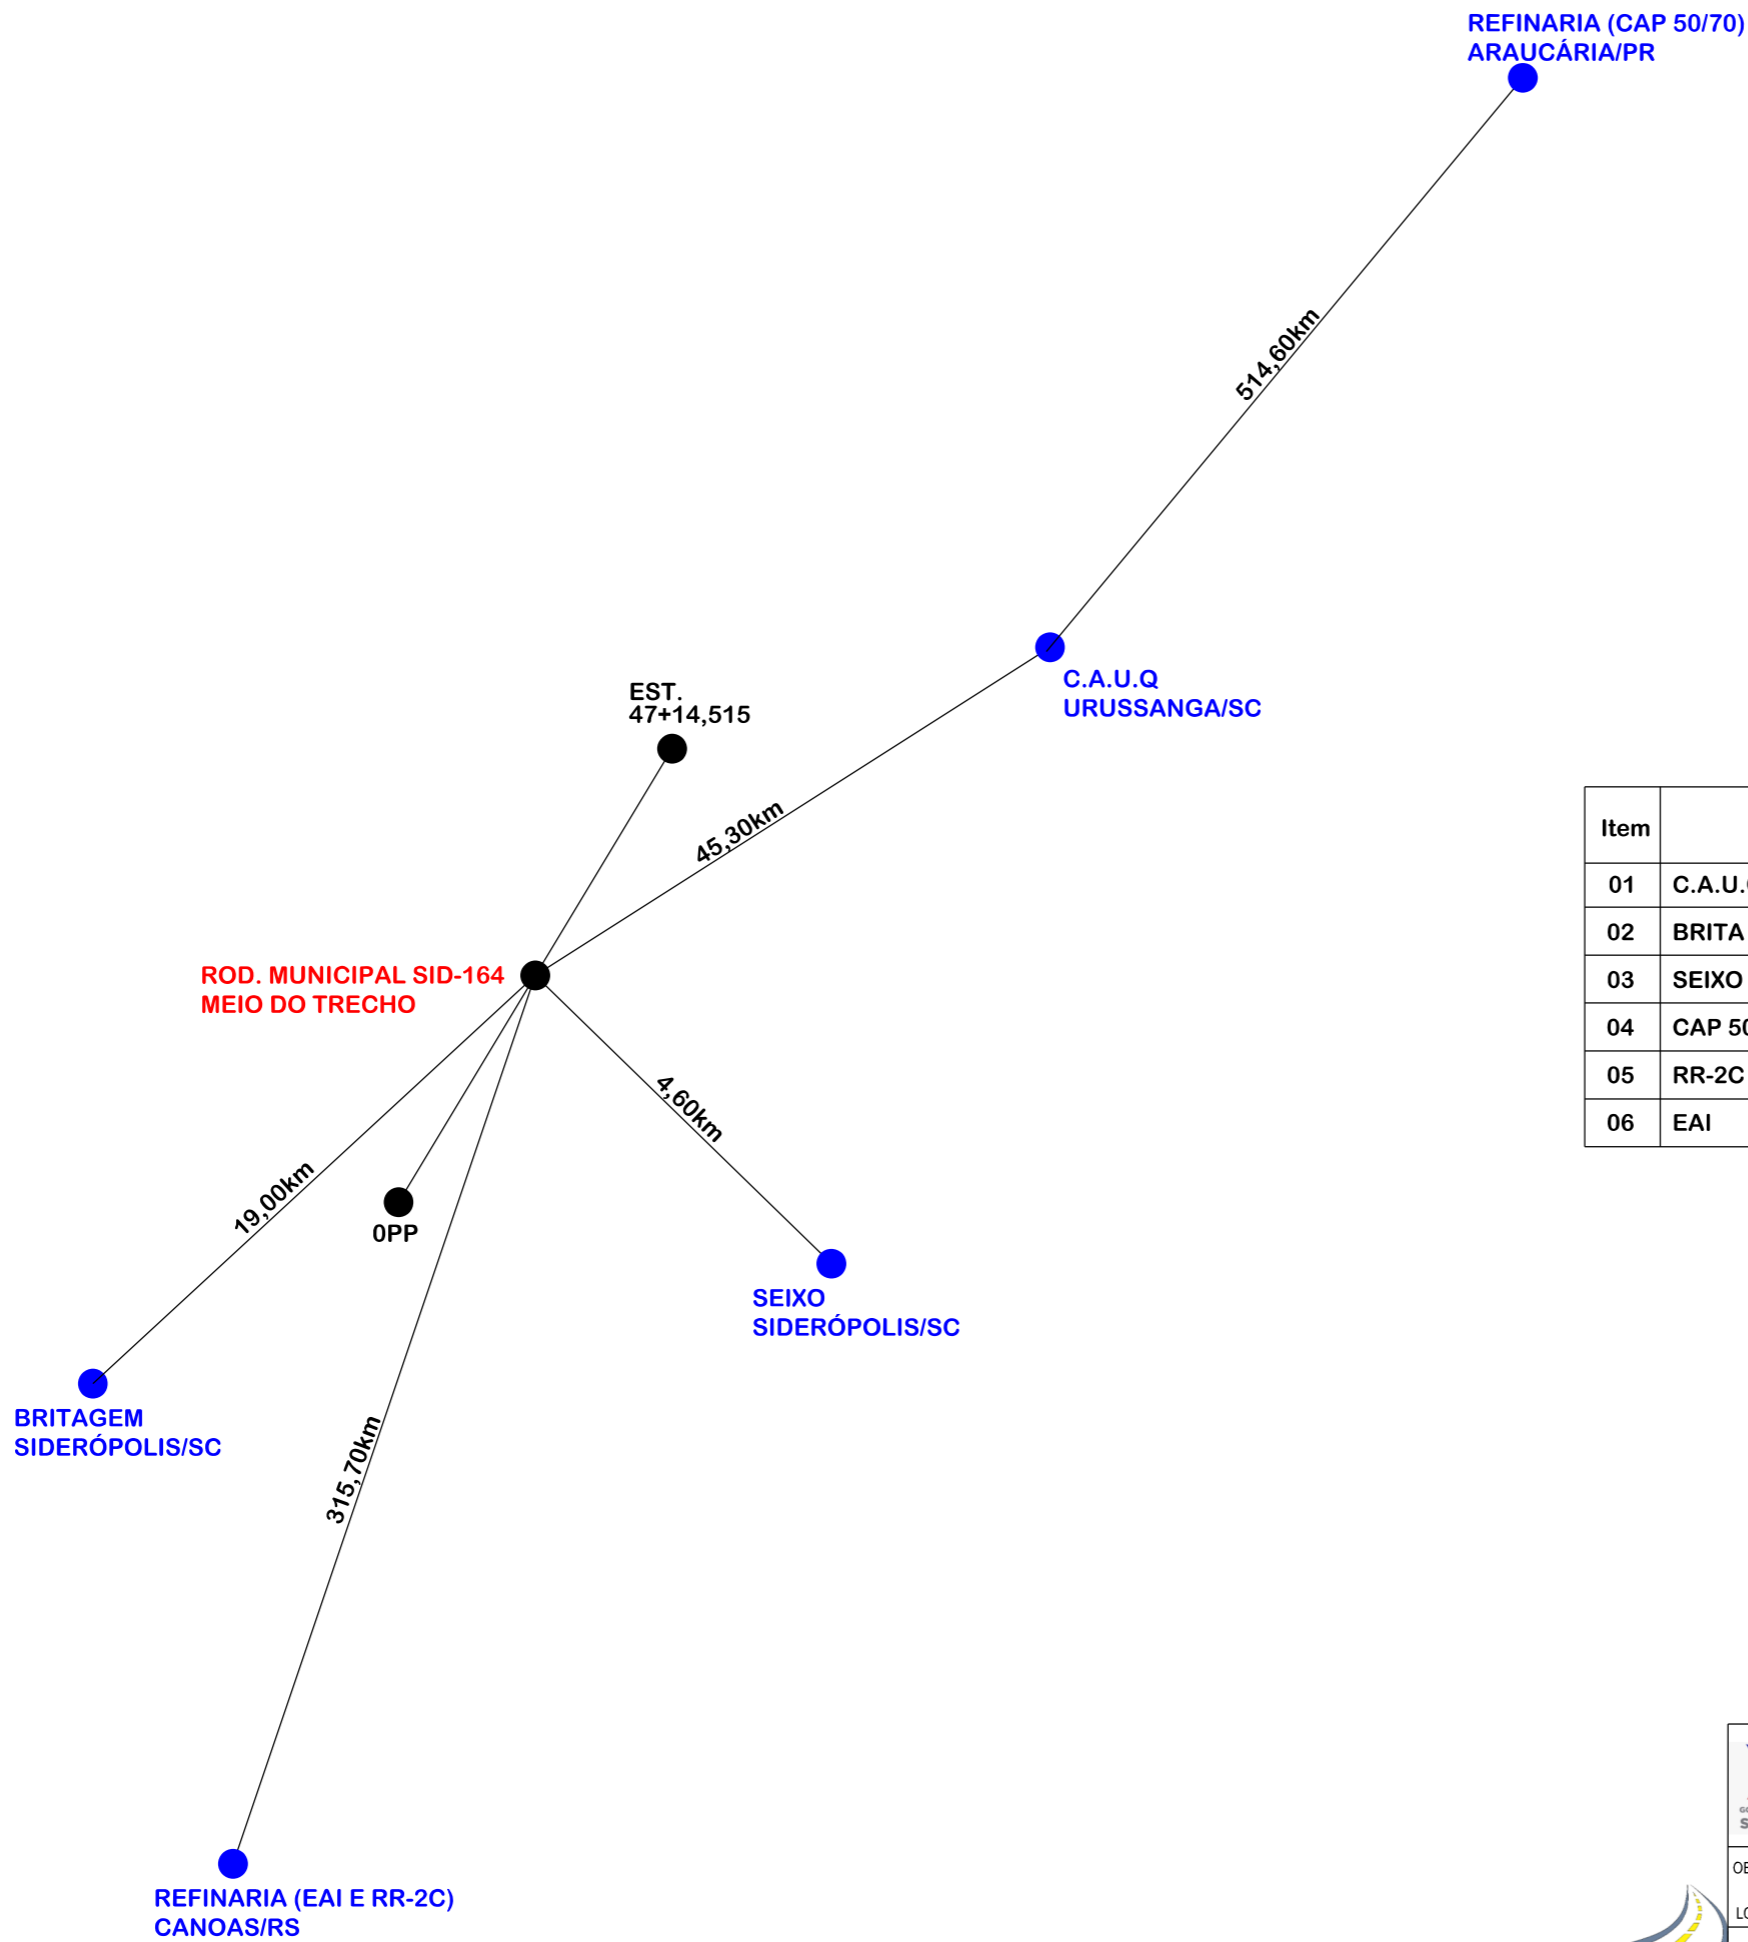 REFINARIA (CAP 50/70)
ARAUCÁRIA/PR
514,60km
C.A.U.Q
URUSSANGA/SC
EST.
47+14,515
45,30km
ROD. MUNICIPAL SID-164
MEIO DO TRECHO
4,60km
19,00km
0PP
SEIXO
SIDERÓPOLIS/SC
BRITAGEM
SIDERÓPOLIS/SC
315,70km
REFINARIA (EAI E RR-2C)
CANOAS/RS
Item
01 C.A.U.
02 BRITA
03 SEIXO
04 CAP 50
05 RR-2C
06 EAI